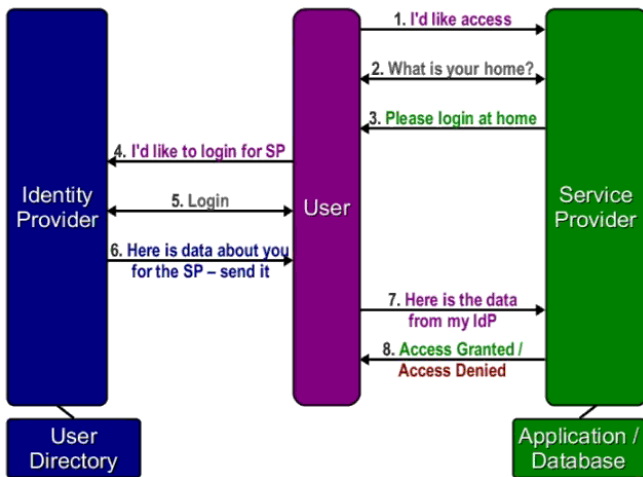 1. I'd like access
2. What is your home?
3. Please login at home
4. I'd like to login for SP
Identity
Provider
5. Login
User
Service
Provider
6. Here is data about you
for the SP – send it
7. Here is the data
from my IdP
8. Access Granted /
Access Denied
User
Directory
Application /
Database